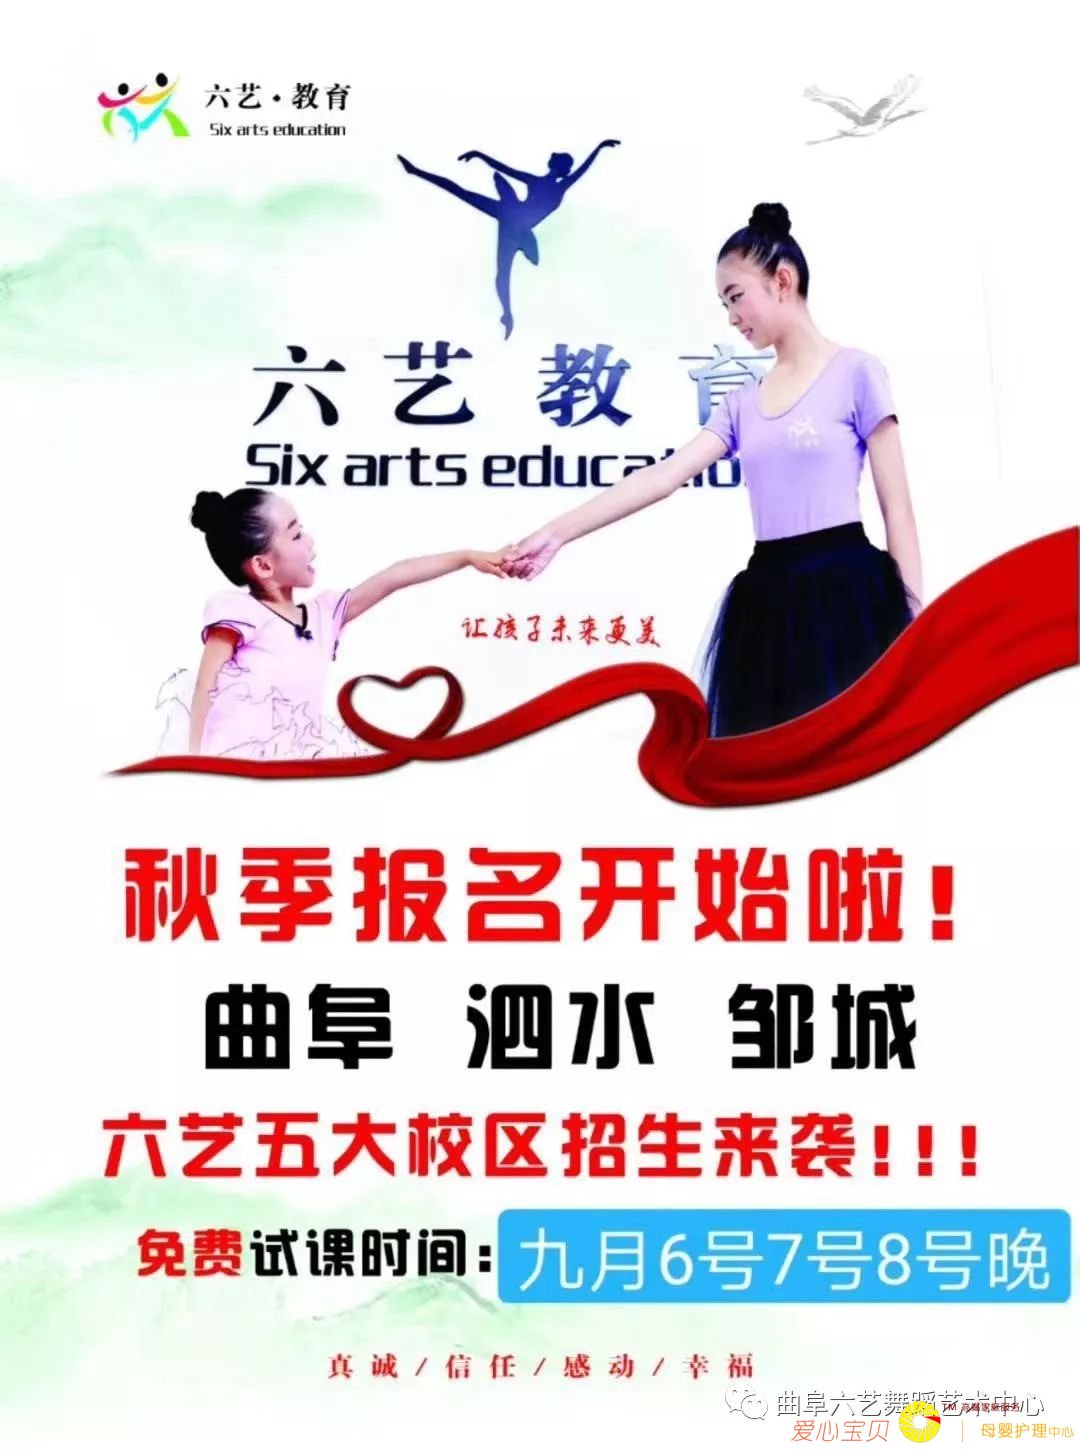 六艺·教育
Six arts education
六艺教育
Six arts education
让孩子未来更美
秋季报名开始啦!
曲阜 泗水 邹城
六艺五大校区招生来袭!!!
免费试课时间: 九月6号7号8号晚
真诚/信任/感动/幸福
曲阜六艺舞蹈艺术中心
爱心宝贝
TM
母婴护理中心